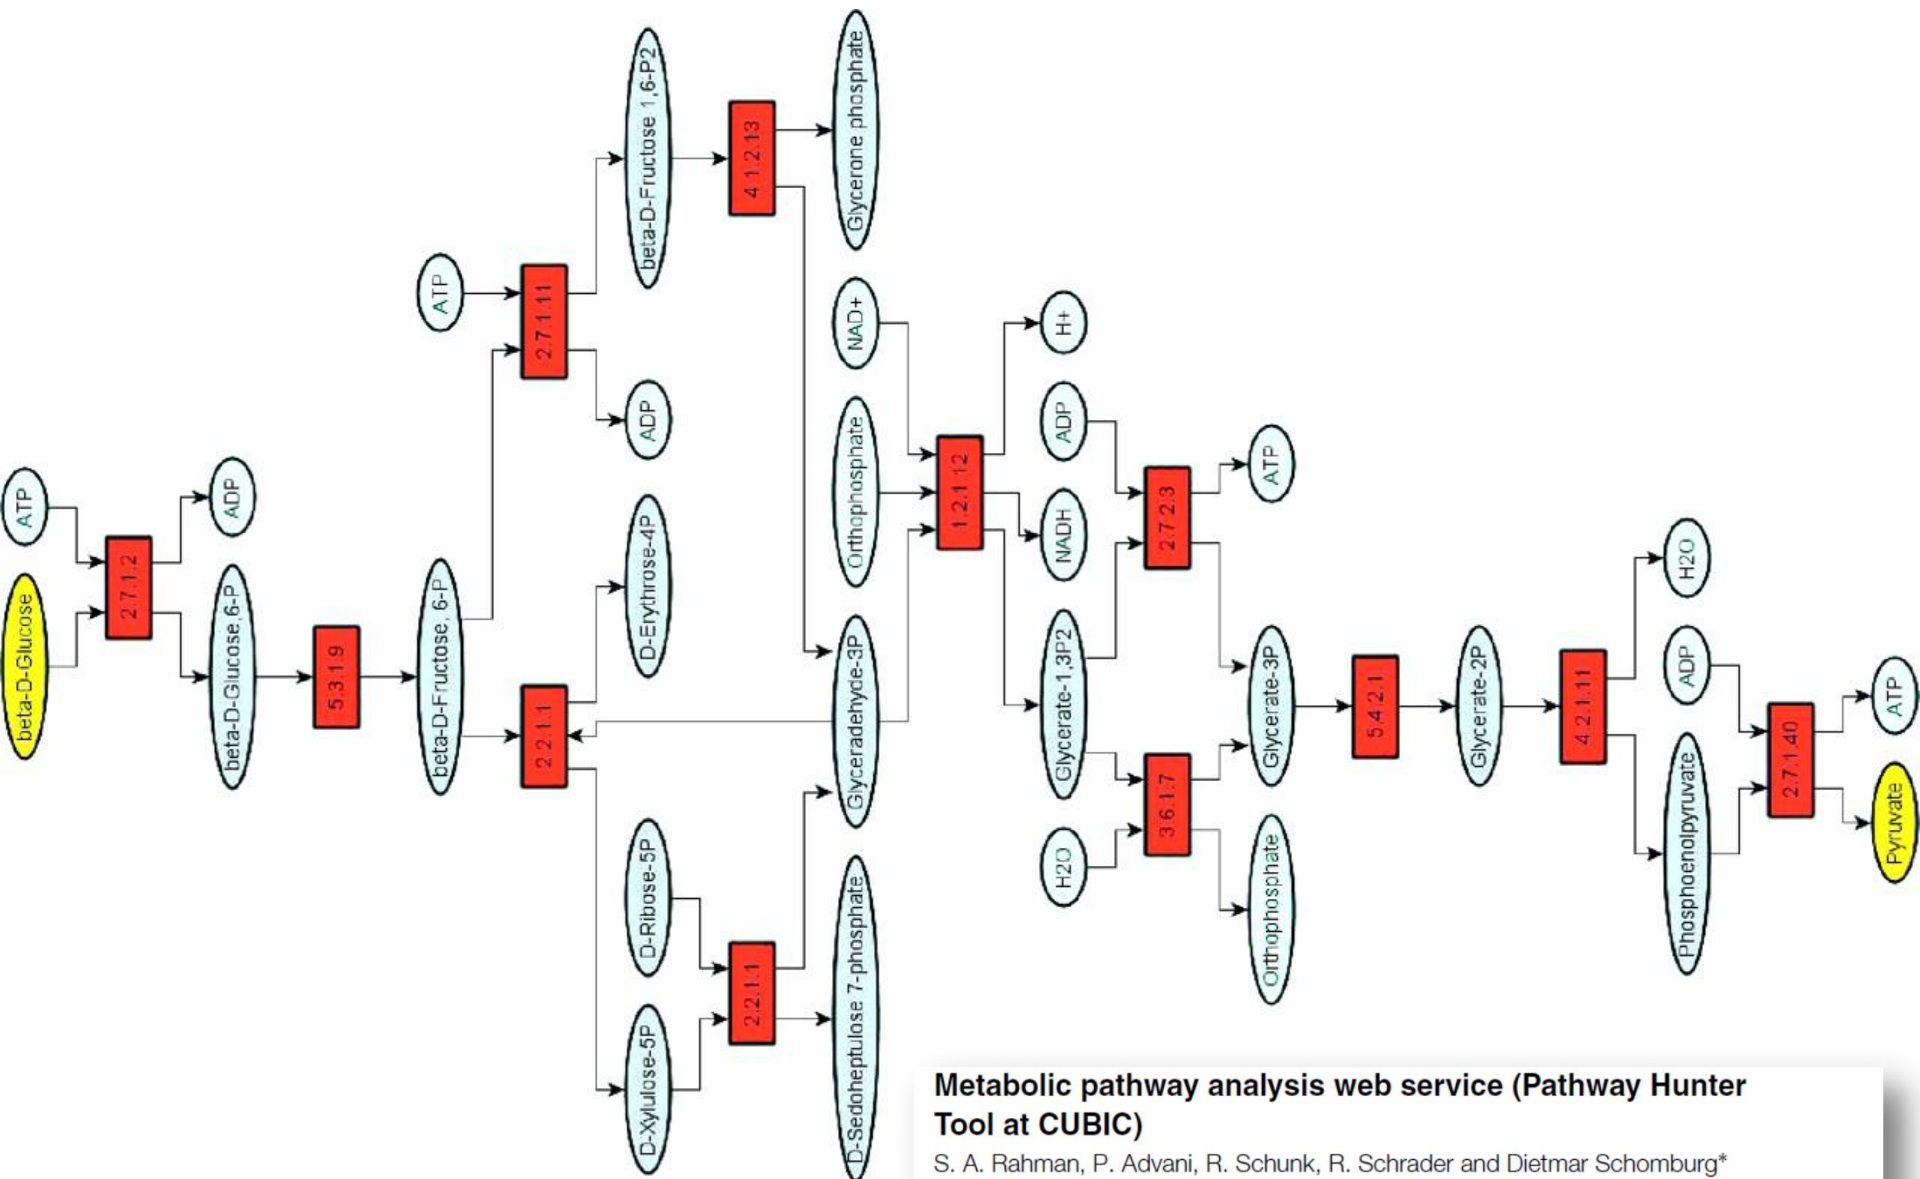 beta-D-Glucose
ATP
2.7.1.2
beta-D-Glucose,6-P
ADP
5.3.1.9
beta-D-Fructose, 6-P
ATP
2.2.1.1
2.7.1.11
D-Xylulose-5P
D-Ribose-5P
D-Erythrose-4P
ADP
beta-D-Fructose 1,6-P2
2.2.1.1
4.1.2.13
D-Sedoheptulose 7-phosphate
Glyceradehyde-3P
Orthophosphate
NAD+
Glycerone phosphate
1.2.1.12
H2O
Glycerate-1,3P2
NADH
ADP
H+
3.6.1.7
2.7.2.3
Orthophosphate
Glycerate-3P
ATP
5.4.2.1
Glycerate-2P
4.2.1.11
Phosphoenolpyruvate
ADP
H2O
2.7.1.40
Pyruvate
ATP
Metabolic pathway analysis web service (Pathway Hunter
Tool at CUBIC)
S. A. Rahman, P. Advani, R. Schunk, R. Schrader and Dietmar Schomburg*